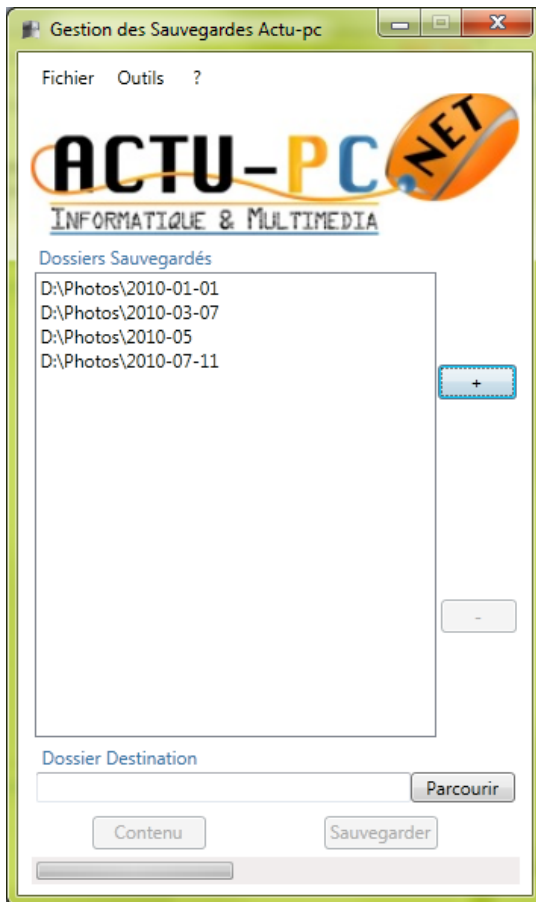 Gestion des Sauvegardes Actu-pc
Fichier Outils ?
ACTU-PC.NET
INFORMATIQUE & MULTIMEDIA
Dossiers Sauvegardés
D:\Photos\2010-01-01
D:\Photos\2010-03-07
D:\Photos\2010-05
D:\Photos\2010-07-11
+
-
Dossier Destination
Parcourir
Contenu Sauvegarder